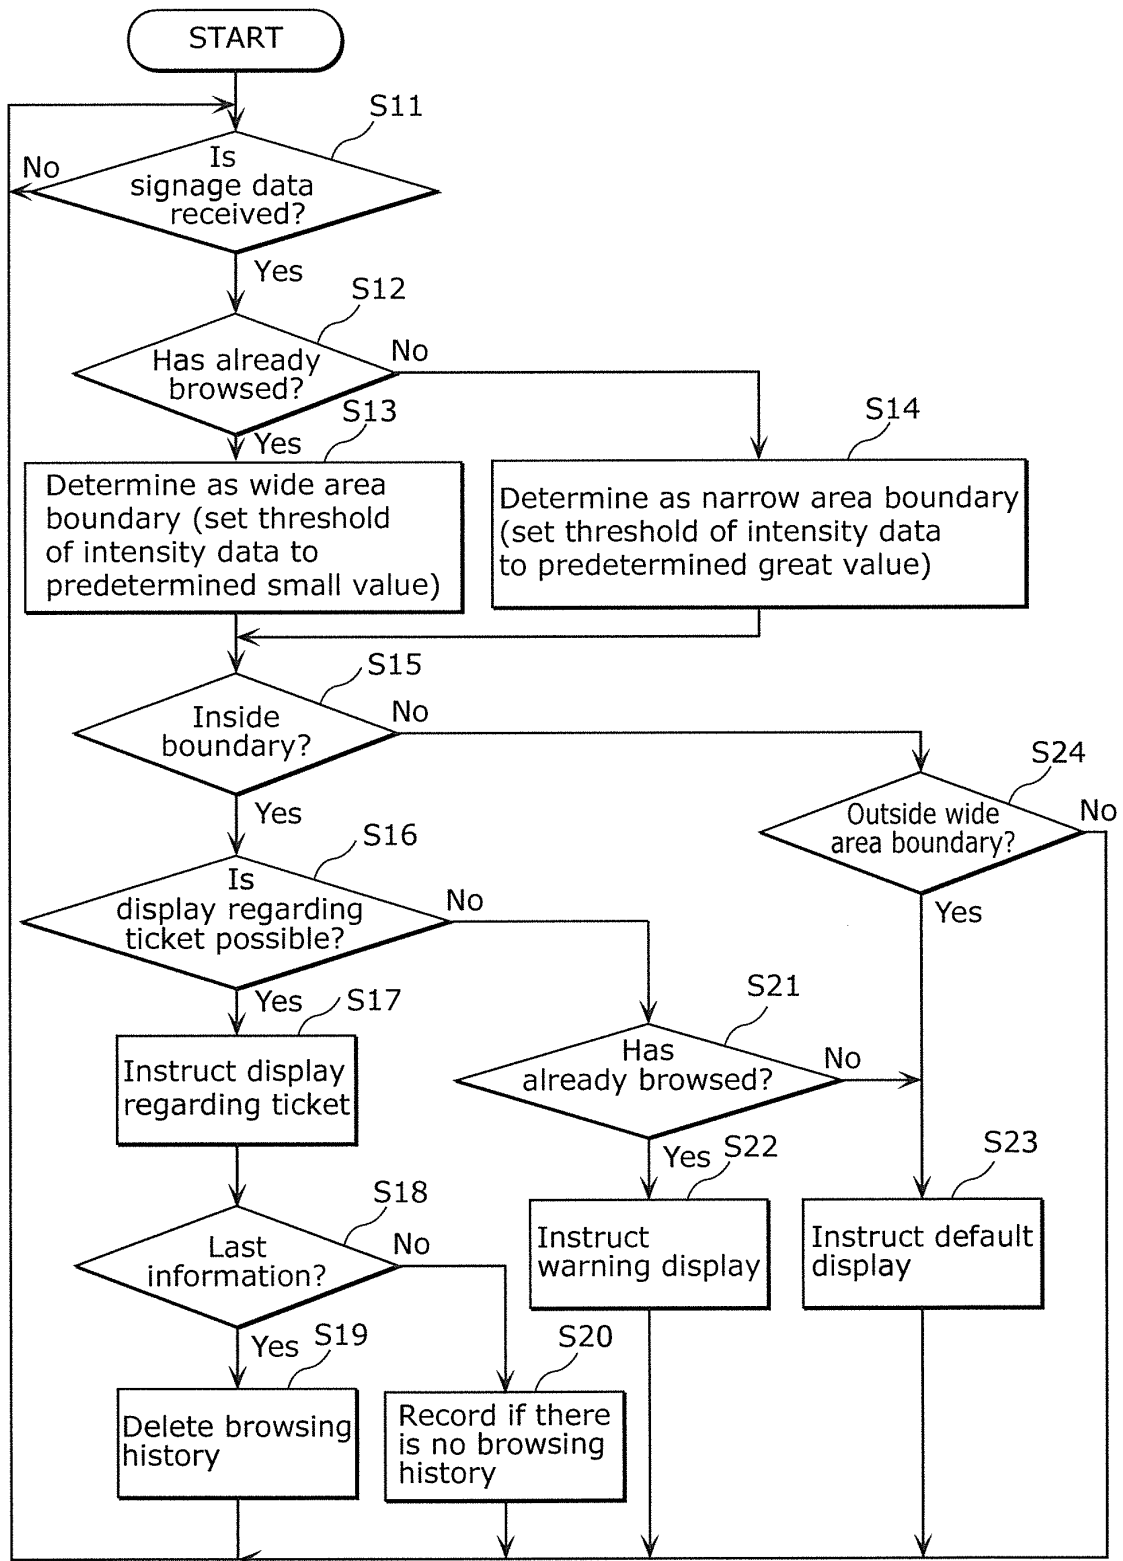 START
S11
No
Is
signage data
received?
Yes
S12
Has already
browsed?
No
Yes
S13
S14
Determine as wide area
boundary (set threshold
of intensity data to
predetermined small value)
Determine as narrow area boundary
(set threshold of intensity data
to predetermined great value)
S15
Inside
boundary?
No
Yes
S24
Outside wide
area boundary?
No
Yes
S16
Is
display regarding
ticket possible?
No
Yes
S17
Instruct display
regarding ticket
S21
Has
already browsed?
No
Yes
S22
Instruct
warning display
S23
Instruct default
display
S18
Last
information?
No
Yes
S19
Delete browsing
history
S20
Record if there
is no browsing
history